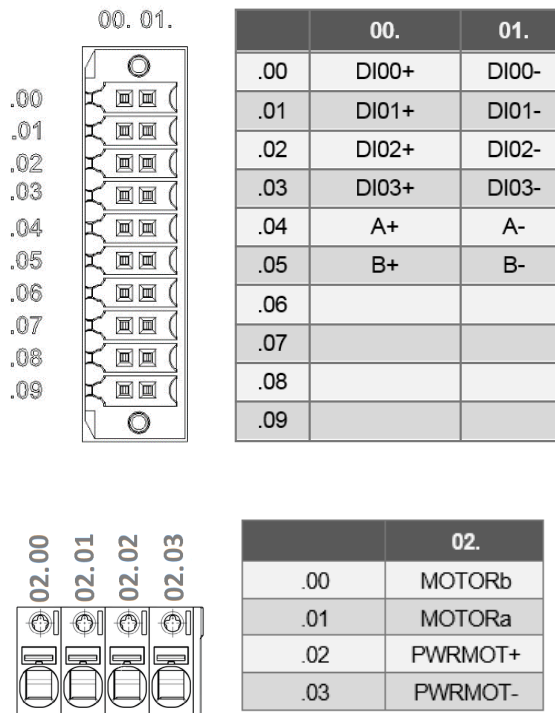 00. 01.
.00
.01
.02
.03
.04
.05
.06
.07
.08
.09
00. 01.
.00 DI00+ DI00-
.01 DI01+ DI01-
.02 DI02+ DI02-
.03 DI03+ DI03-
.04 A+ A-
.05 B+ B-
.06
.07
.08
.09
02.00 02.01 02.02 02.03
02.
.00 MOTORb
.01 MOTORa
.02 PWRMOT+
.03 PWRMOT-